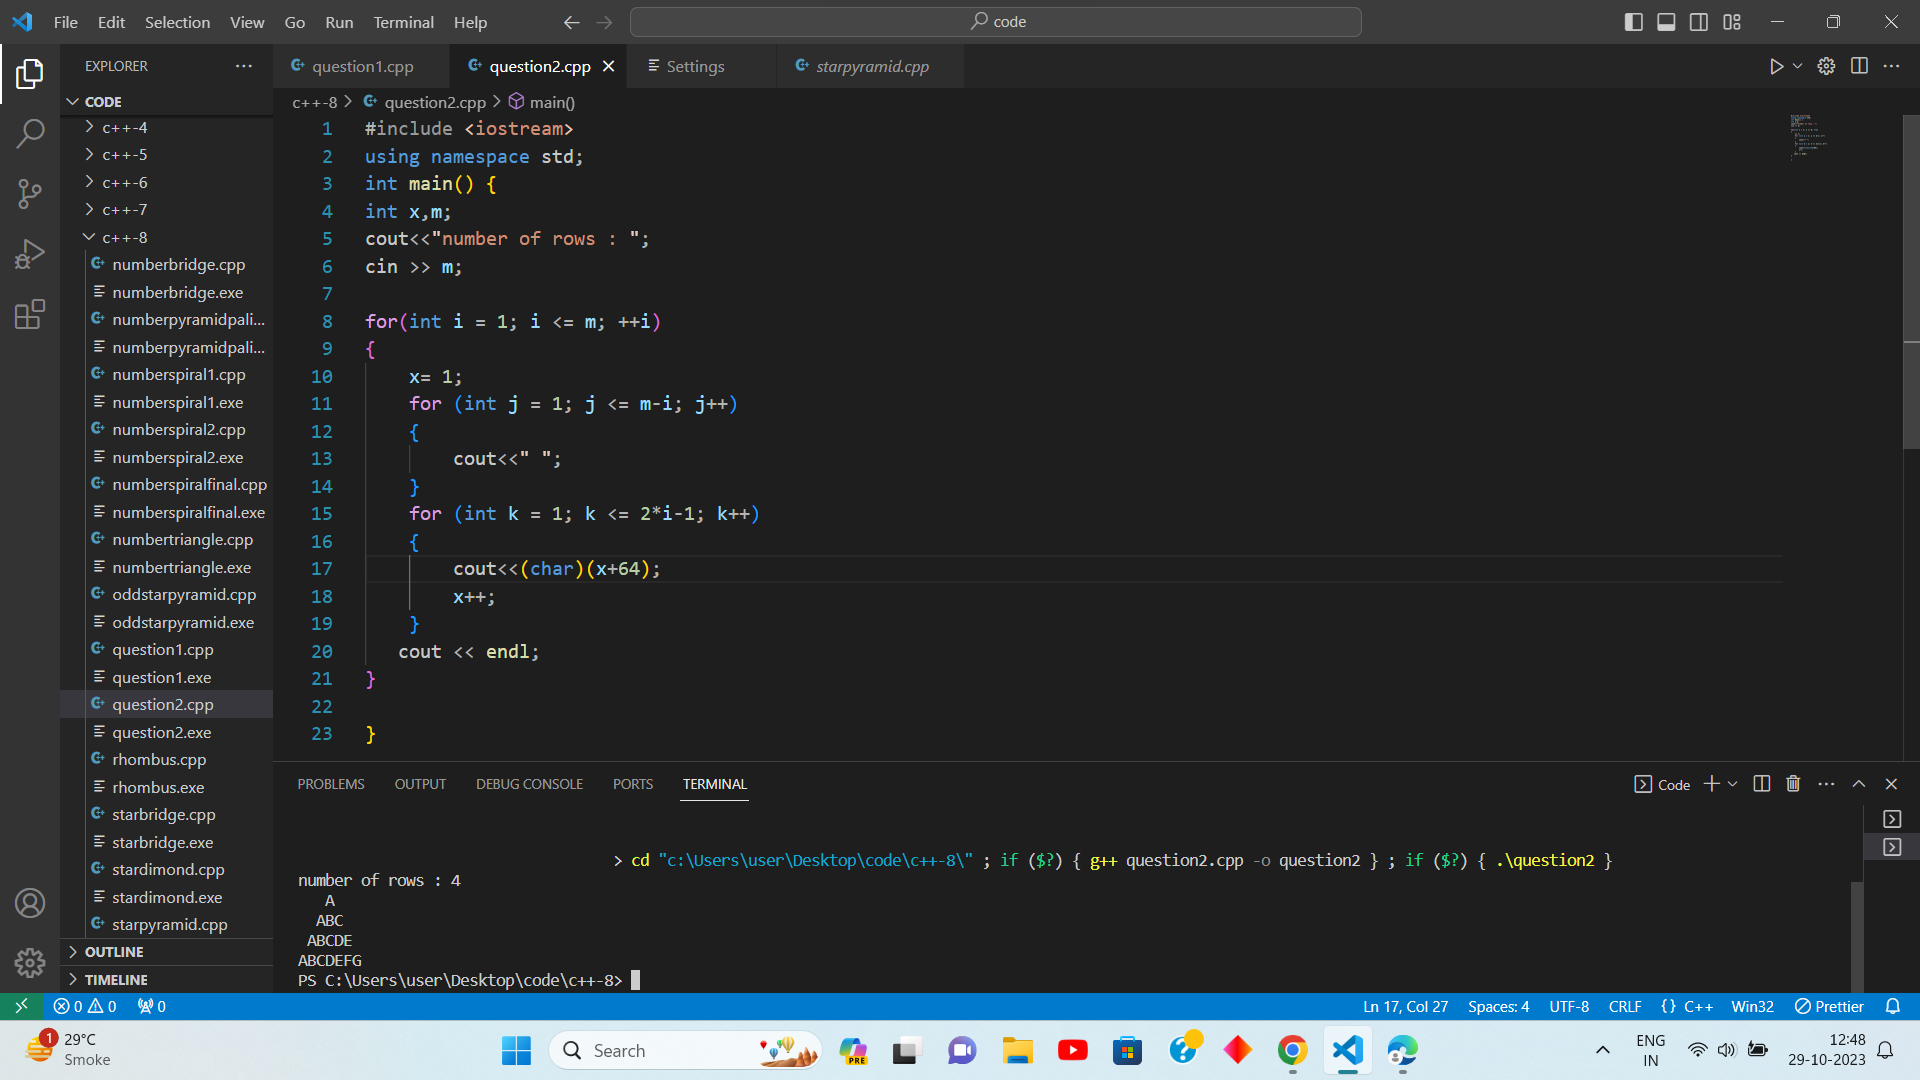 File Edit Selection View Go Run Terminal Help
code
EXPLORER
question1.cpp
question2.cpp
Settings
starpyramid.cpp
CODE
c++-4
c++-5
c++-6
c++-7
c++-8
numberbridge.cpp
numberbridge.exe
numberpyramidpali...
numberpyramidpali...
numberspiral1.cpp
numberspiral1.exe
numberspiral2.cpp
numberspiral2.exe
numberspiralfinal.cpp
numberspiralfinal.exe
numbertriangle.cpp
numbertriangle.exe
oddstarpyramid.cpp
oddstarpyramid.exe
question1.cpp
question1.exe
question2.cpp
question2.exe
rhombus.cpp
rhombus.exe
starbridge.cpp
starbridge.exe
stardimond.cpp
stardimond.exe
starpyramid.cpp
OUTLINE
TIMELINE
c++-8 > question2.cpp > main()
1 #include <iostream>
2 using namespace std;
3 int main() {
4 int x,m;
5 cout<<"number of rows : ";
6 cin >> m;
7
8 for(int i = 1; i <= m; ++i)
9 {
10     x= 1;
11     for (int j = 1; j <= m-i; j++)
12     {
13         cout<<" ";
14     }
15     for (int k = 1; k <= 2*i-1; k++)
16     {
17         cout<<(char)(x+64);
18         x++;
19     }
20    cout << endl;
21 }
22
23 }
PROBLEMS OUTPUT DEBUG CONSOLE PORTS TERMINAL
Code
> cd "c:\Users\user\Desktop\code\c++-8\" ; if ($?) { g++ question2.cpp -o question2 } ; if ($?) { .\question2 }
number of rows : 4
   A
  ABC
 ABCDE
ABCDEFG
PS C:\Users\user\Desktop\code\c++-8>
0 0 0
Ln 17, Col 27 Spaces: 4 UTF-8 CRLF {} C++ Win32 Prettier
1
29°C
Smoke
Search
PRE
ENG
IN
12:48
29-10-2023